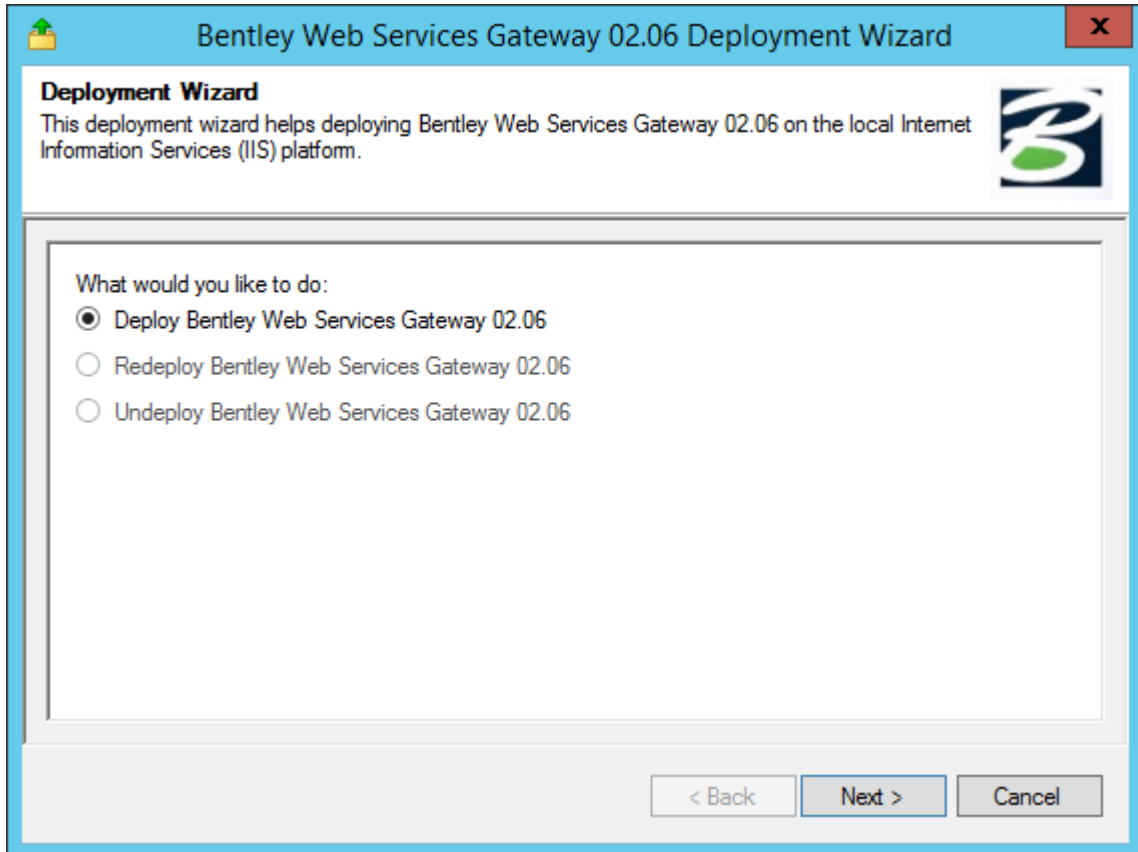 Bentley Web Services Gateway 02.06 Deployment Wizard
x
Deployment Wizard
This deployment wizard helps deploying Bentley Web Services Gateway 02.06 on the local Internet
Information Services (IIS) platform.
What would you like to do:
Deploy Bentley Web Services Gateway 02.06
Redeploy Bentley Web Services Gateway 02.06
Undeploy Bentley Web Services Gateway 02.06
< Back Next > Cancel